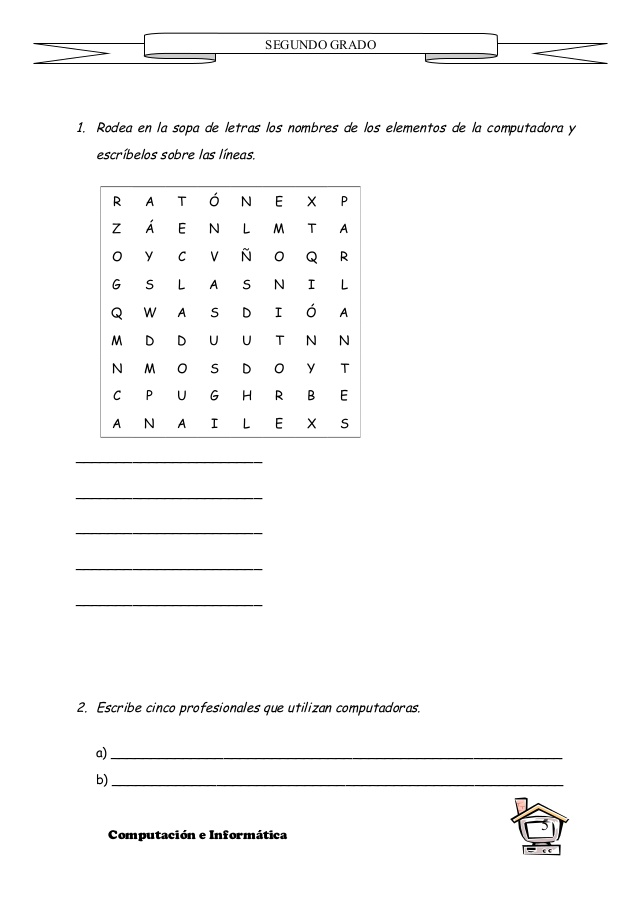 SEGUNDO GRADO
1. Rodea en la sopa de letras los nombres de los elementos de la computadora y
escríbelos sobre las líneas.
R A T Ó N E X P
Z Á E N L M T A
O Y C V Ñ O Q R
G S L A S N I L
Q W A S D I Ó A
M D D U U T N N
N M O S D O Y T
C P U G H R B E
A N A I L E X S
2. Escribe cinco profesionales que utilizan computadoras.
a)
b)
Computación e Informática